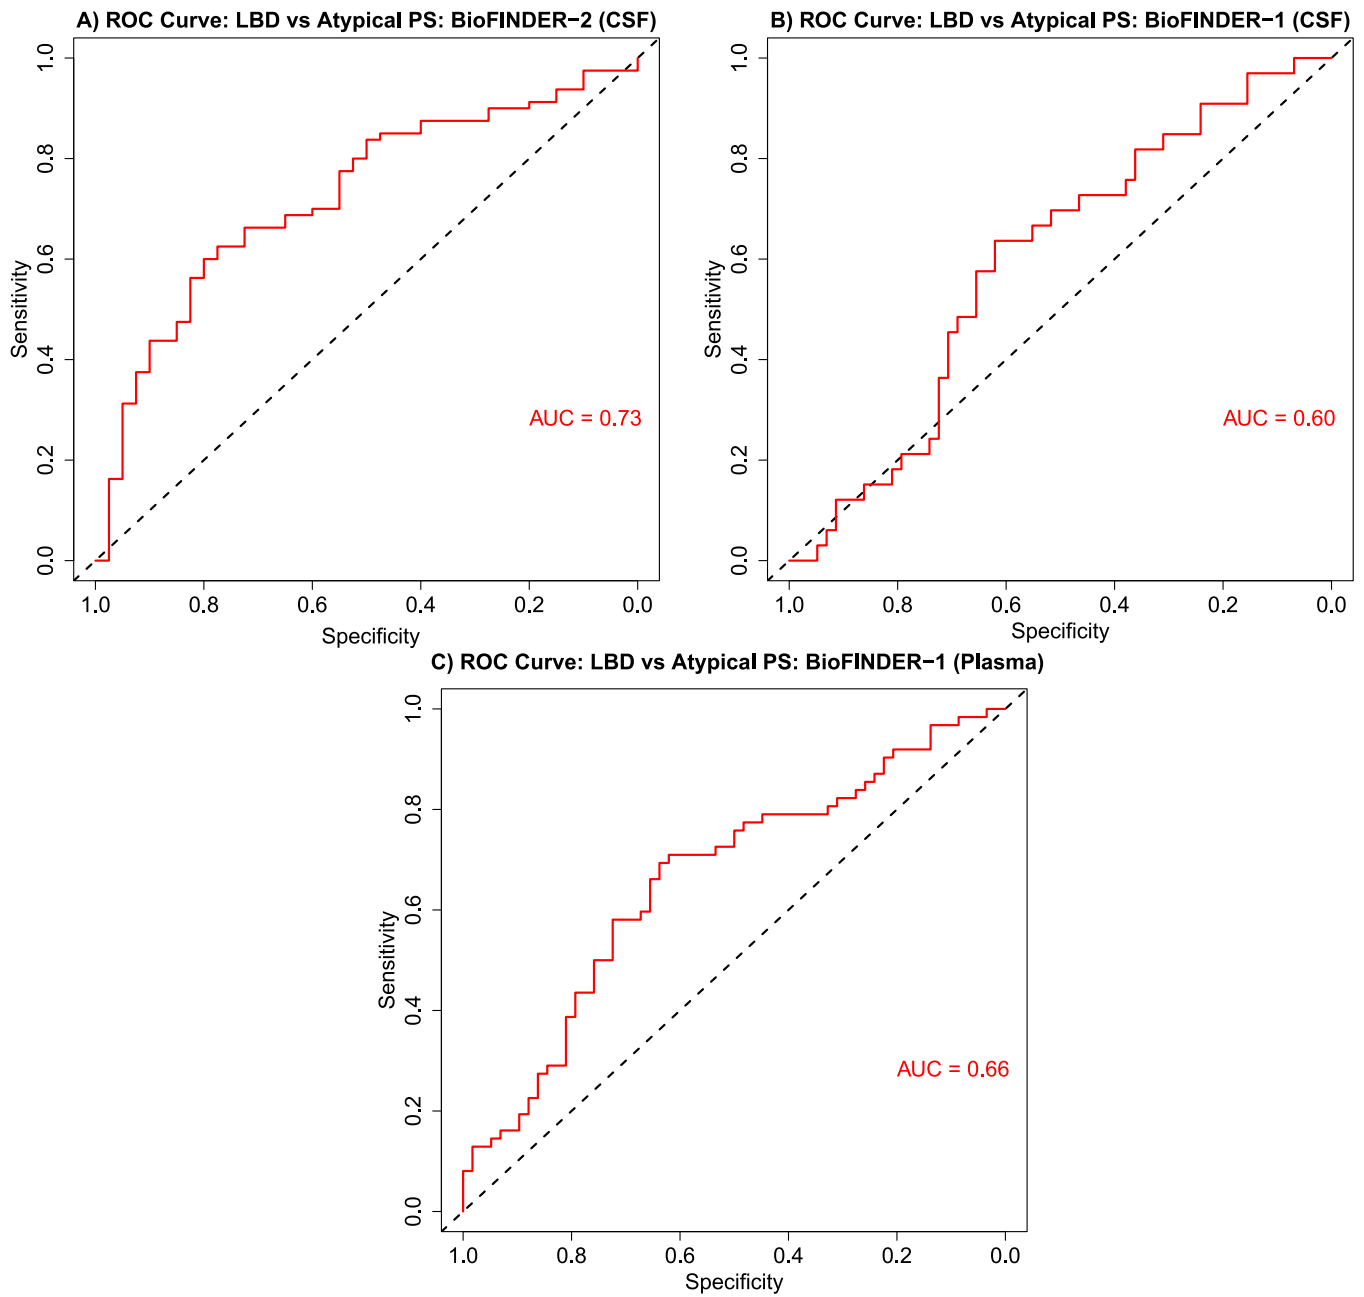 A) ROC Curve: LBD vs Atypical PS: BioFINDER−2 (CSF)
Sensitivity
0.0 0.2 0.4 0.6 0.8 1.0
AUC = 0.73
1.0 0.8 0.6 0.4 0.2 0.0
Specificity
B) ROC Curve: LBD vs Atypical PS: BioFINDER−1 (CSF)
Sensitivity
0.0 0.2 0.4 0.6 0.8 1.0
AUC = 0.60
1.0 0.8 0.6 0.4 0.2 0.0
Specificity
C) ROC Curve: LBD vs Atypical PS: BioFINDER−1 (Plasma)
Sensitivity
0.0 0.2 0.4 0.6 0.8 1.0
AUC = 0.66
1.0 0.8 0.6 0.4 0.2 0.0
Specificity